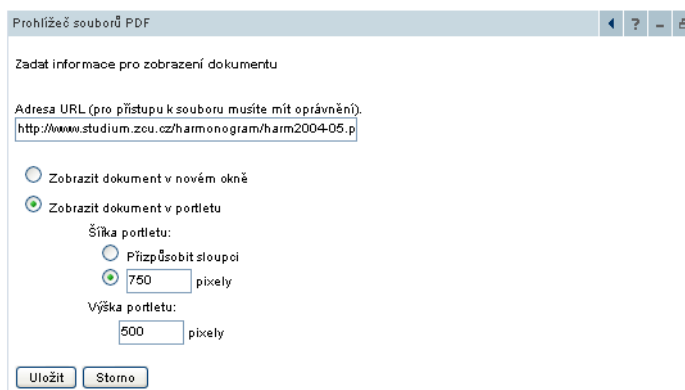 Prohlížeč souborů PDF
Zadat informace pro zobrazení dokumentu
Adresa URL (pro přístupu k souboru musíte mít oprávnění).
http://www.studium.zcu.cz/harmonogram/harm2004-05.p
Zobrazit dokument v novém okně
Zobrazit dokument v portletu
Šířka portletu:
Přizpůsobit sloupci
750 pixely
Výška portletu:
500 pixely
Uložit Storno